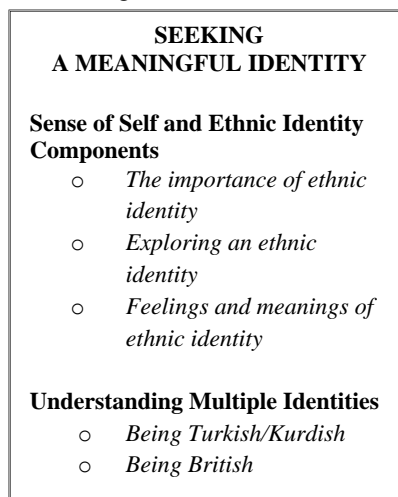 SEEKING
A MEANINGFUL IDENTITY
Sense of Self and Ethnic Identity
Components
o The importance of ethnic
identity
o Exploring an ethnic
identity
o Feelings and meanings of
ethnic identity
Understanding Multiple Identities
o Being Turkish/Kurdish
o Being British